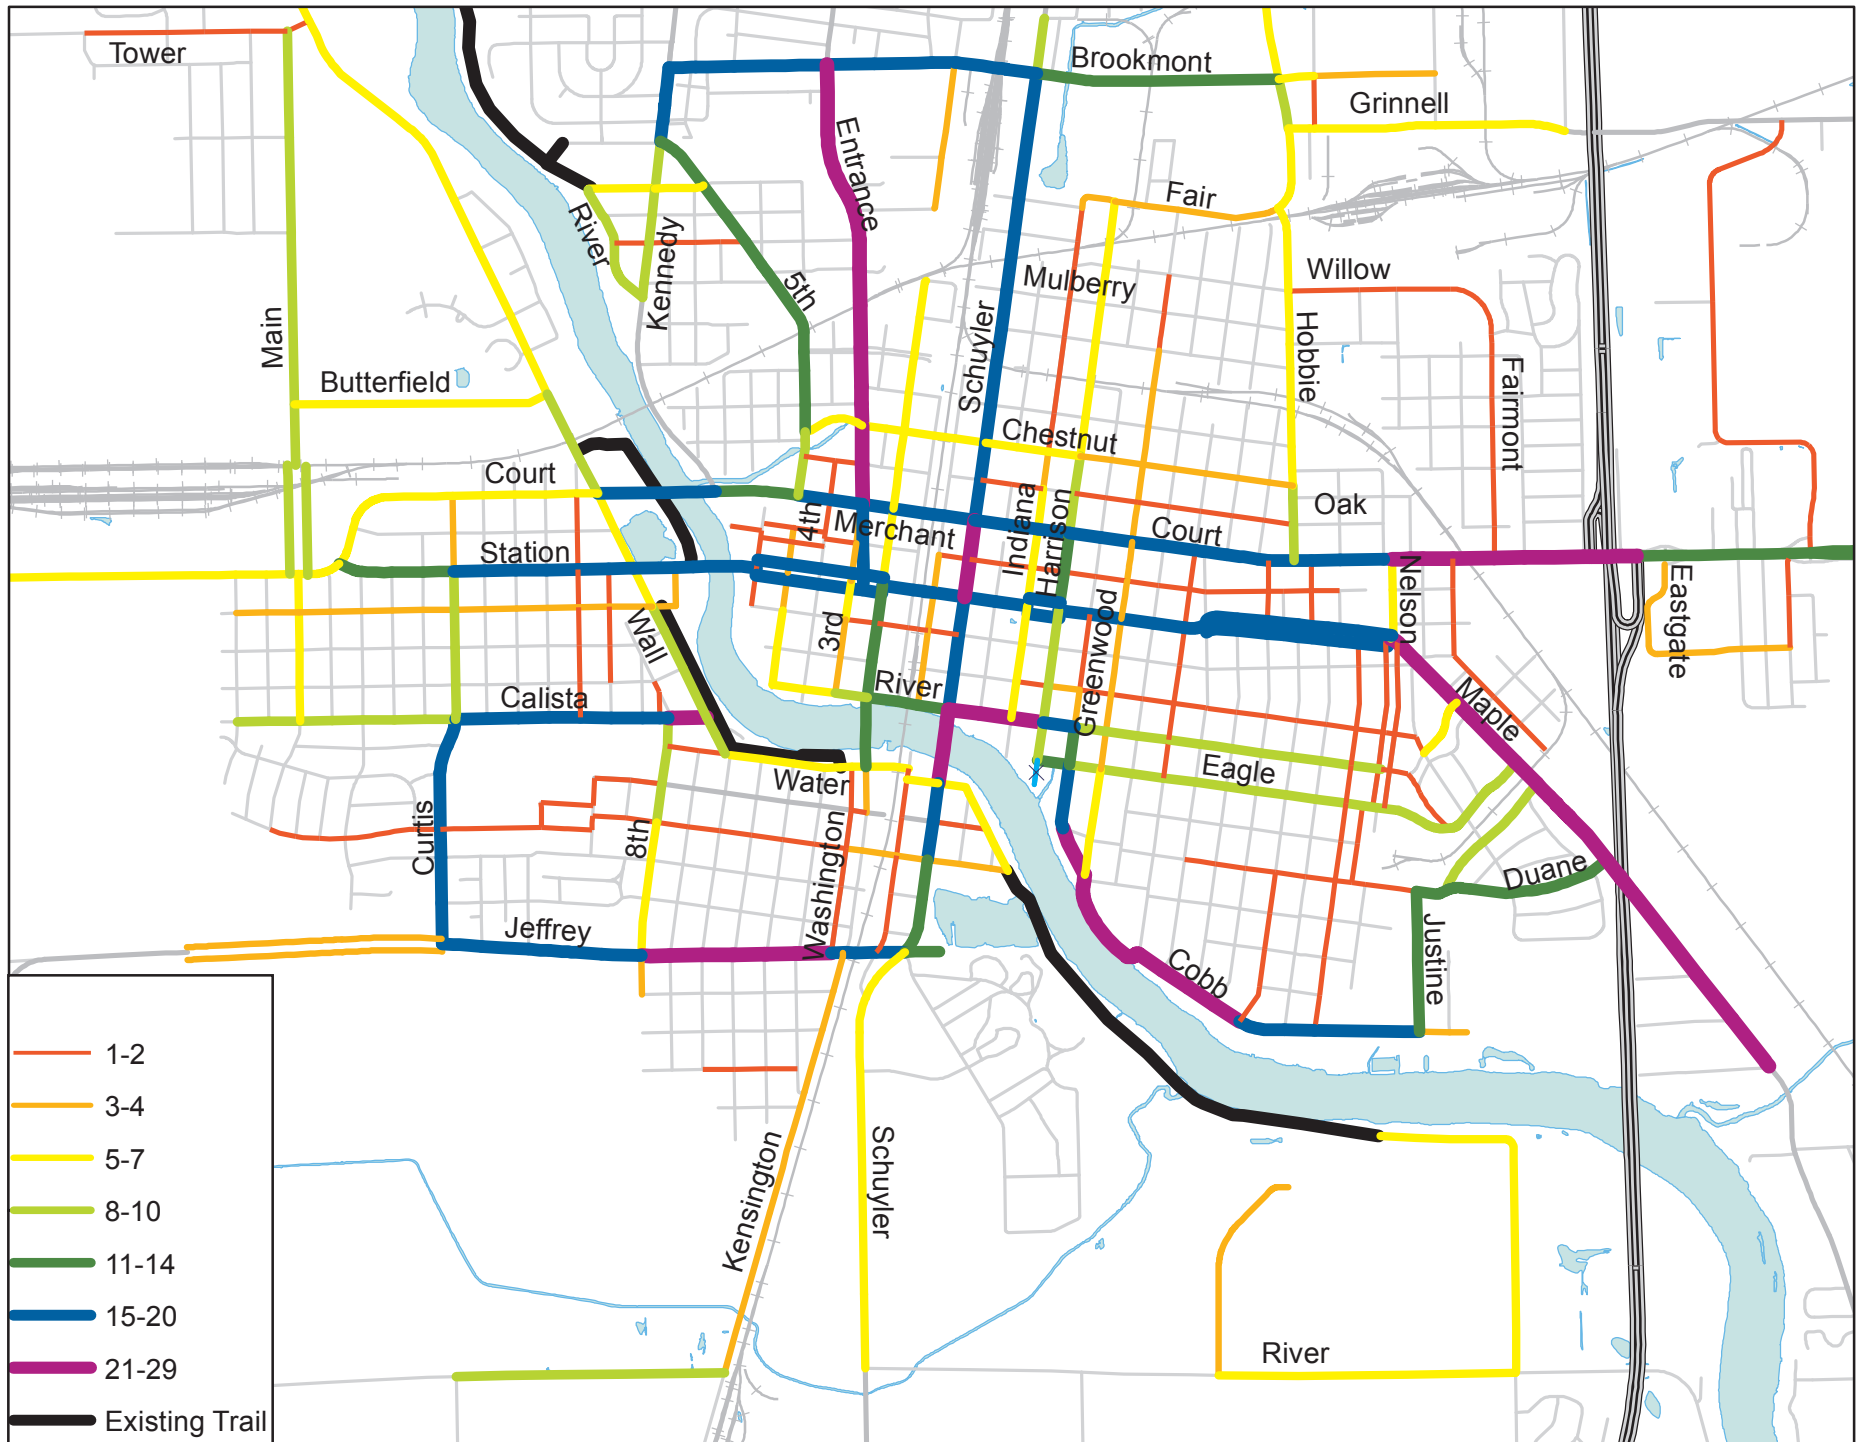 Tower
Brookmont
Grinnell
Entrance
Fair
River
Kennedy
5th
Mulberry
Willow
Main
Schuyler
Hobbie
Fairmont
Butterfield
Chestnut
Court
Oak
4th
Merchant
Indiana
Harrison
Court
Station
Nelson
Eastgate
Wall
3rd
Greenwood
Calista
River
Maple
Eagle
Water
Curtis
8th
Washington
Duane
Jeffrey
Cobb
Justine
Kensington
Schuyler
River
1-2
3-4
5-7
8-10
11-14
15-20
21-29
Existing Trail